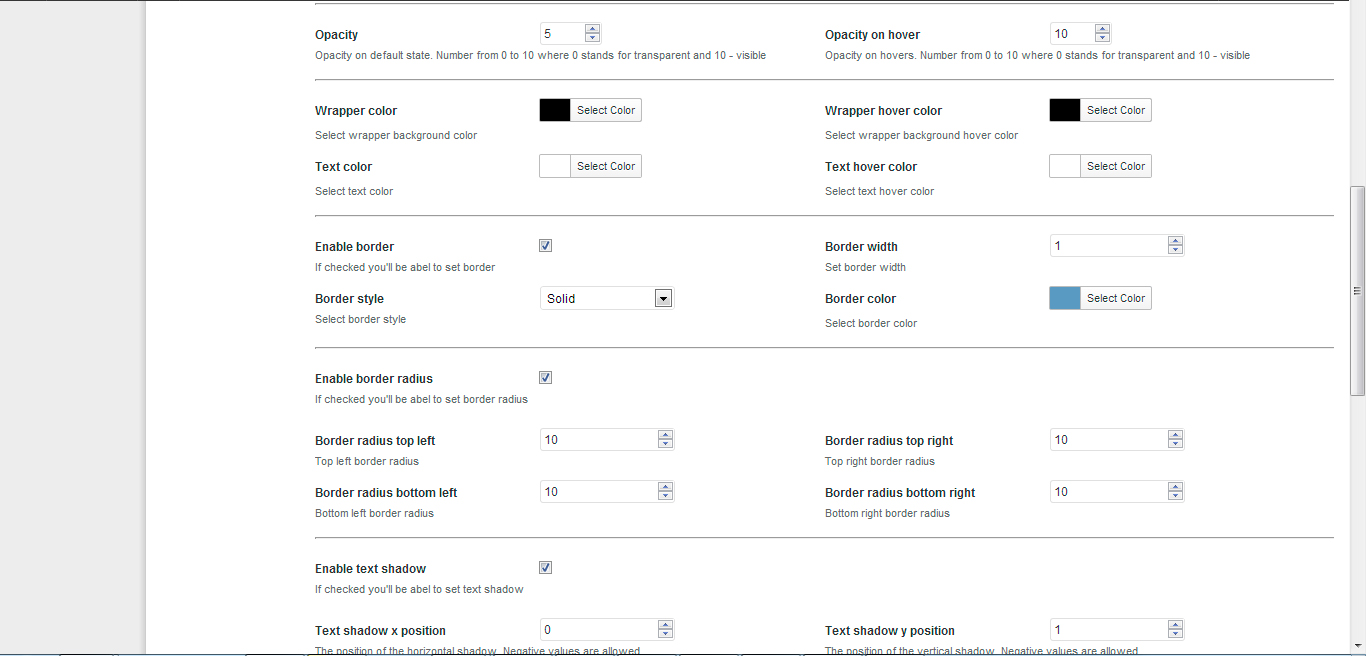 Opacity 5 Opacity on hover 10
Opacity on default state. Number from 0 to 10 where 0 stands for transparent and 10 - visible Opacity on hovers. Number from 0 to 10 where 0 stands for transparent and 10 - visible
Wrapper color Select Color Wrapper hover color Select Color
Select wrapper background color Select wrapper background hover color
Text color Select Color Text hover color Select Color
Select text color Select text hover color
Enable border Border width 1
If checked you'll be abel to set border Set border width
Border style Solid Border color Select Color
Select border style Select border color
Enable border radius
If checked you'll be abel to set border radius
Border radius top left 10 Border radius top right 10
Top left border radius Top right border radius
Border radius bottom left 10 Border radius bottom right 10
Bottom left border radius Bottom right border radius
Enable text shadow
If checked you'll be abel to set text shadow
Text shadow x position 0 Text shadow y position 1
The position of the horizontal shadow. Negative values are allowed The position of the vertical shadow. Negative values are allowed